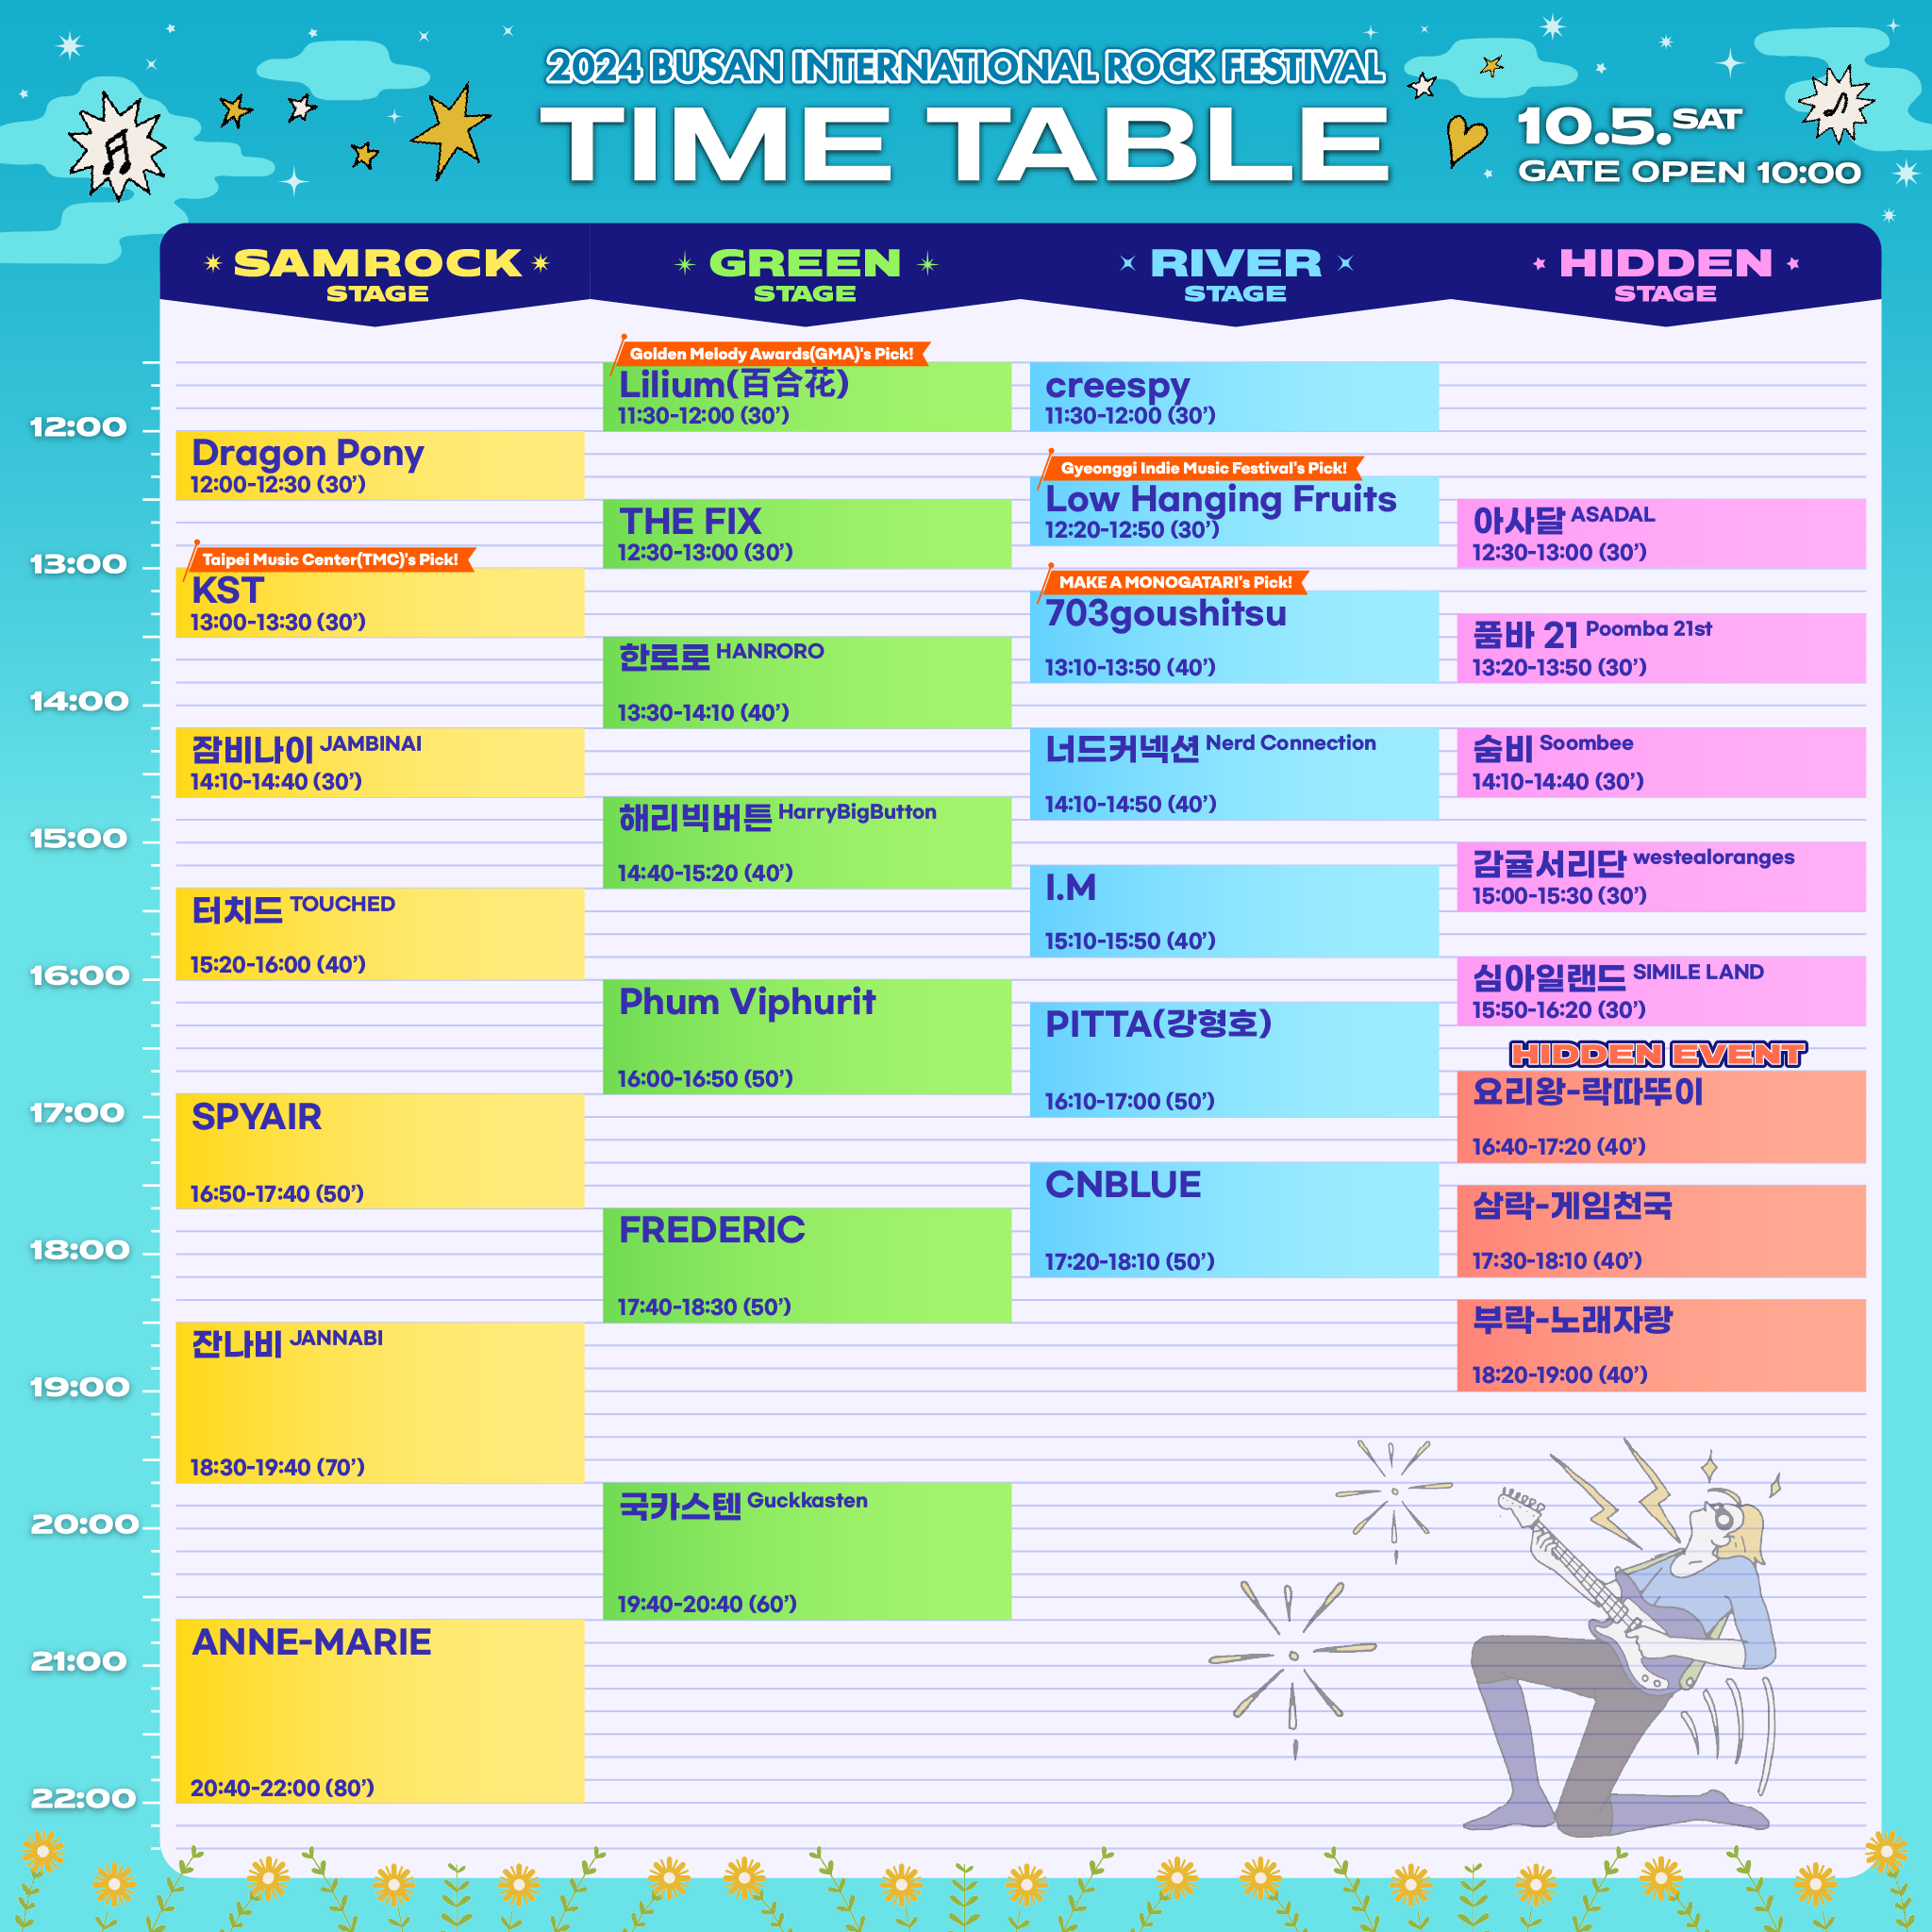 2024 BUSAN INTERNATIONAL ROCK FESTIVAL
TIME TABLE
10.5.SAT
GATE OPEN 10:00
SAMROCK
STAGE
GREEN
STAGE
RIVER
STAGE
HIDDEN
STAGE
12:00
13:00
14:00
15:00
16:00
17:00
18:00
19:00
20:00
21:00
22:00
Dragon Pony
12:00-12:30 (30’)
Taipei Music Center(TMC)'s Pick!
KST
13:00-13:30 (30’)
잠비나이 JAMBINAI
14:10-14:40 (30’)
터치드 TOUCHED
15:20-16:00 (40’)
SPYAIR
16:50-17:40 (50’)
잔나비 JANNABI
18:30-19:40 (70’)
ANNE-MARIE
20:40-22:00 (80’)
Golden Melody Awards(GMA)'s Pick!
Lilium(百合花)
11:30-12:00 (30’)
THE FIX
12:30-13:00 (30’)
한로로 HANRORO
13:30-14:10 (40’)
해리빅버튼 HarryBigButton
14:40-15:20 (40’)
Phum Viphurit
16:00-16:50 (50’)
FREDERIC
17:40-18:30 (50’)
국카스텐 Guckkasten
19:40-20:40 (60’)
creespy
11:30-12:00 (30’)
Gyeonggi Indie Music Festival's Pick!
Low Hanging Fruits
12:20-12:50 (30’)
MAKE A MONOGATARI's Pick!
703goushitsu
13:10-13:50 (40’)
너드커넥션 Nerd Connection
14:10-14:50 (40’)
I.M
15:10-15:50 (40’)
PITTA(강형호)
16:10-17:00 (50’)
CNBLUE
17:20-18:10 (50’)
아사달 ASADAL
12:30-13:00 (30’)
품바 21 Poomba 21st
13:20-13:50 (30’)
숨비 Soombee
14:10-14:40 (30’)
감귤서리단 westealoranges
15:00-15:30 (30’)
심아일랜드 SIMILE LAND
15:50-16:20 (30’)
HIDDEN EVENT
요리왕-락따뚜이
16:40-17:20 (40’)
삼락-게임천국
17:30-18:10 (40’)
부락-노래자랑
18:20-19:00 (40’)